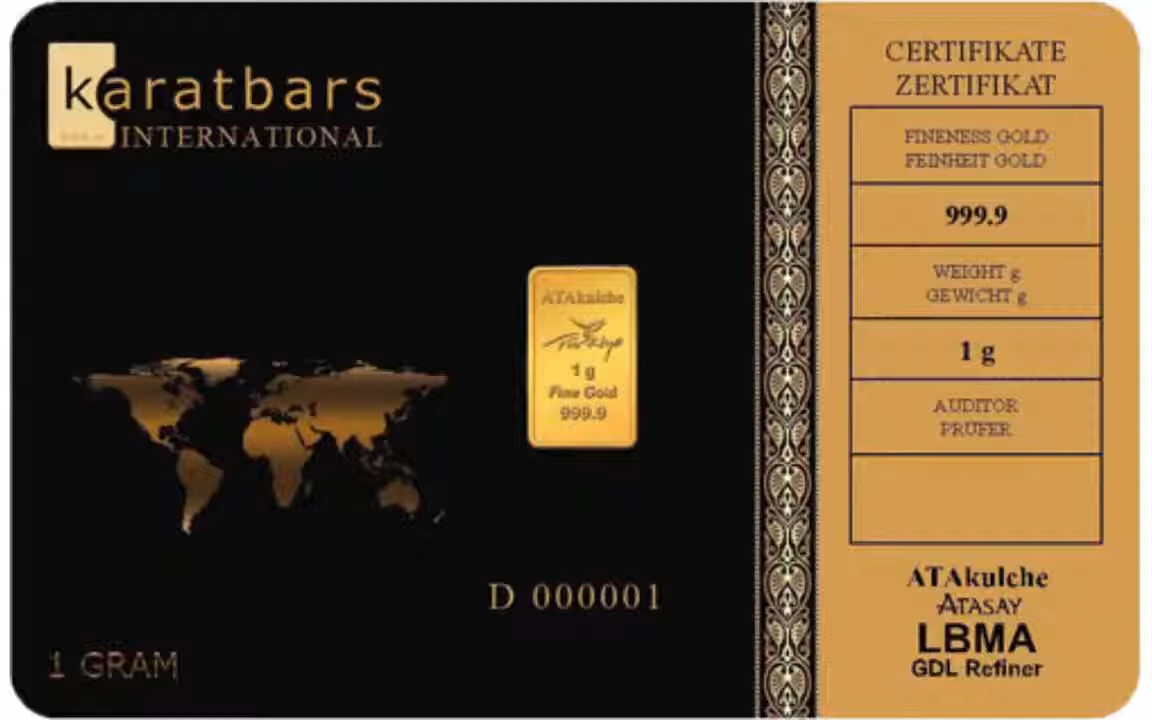 karatbars
INTERNATIONAL
ATAkulche
Türkiye
1 g
Fine Gold
999.9
D 000001
1 GRAM
CERTIFIKATE
ZERTIFIKAT
FINENESS GOLD
FEINHEIT GOLD
999.9
WEIGHT g
GEWICHT g
1 g
AUDITOR
PRÜFER
ATAkulche
ATASAY
LBMA
GDL Refiner